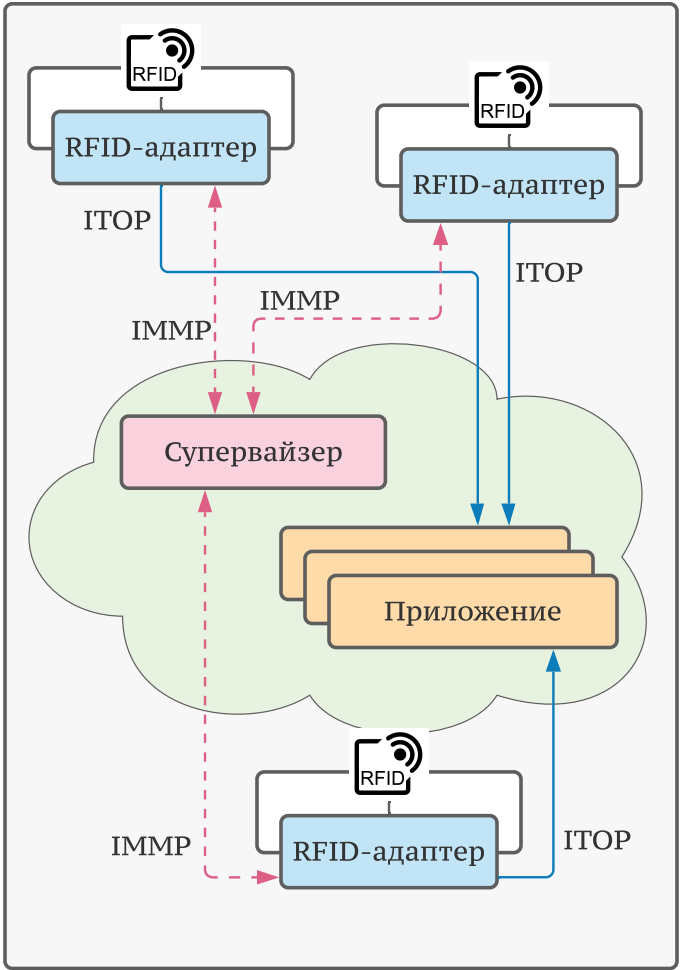 RFID
RFID-адаптер
RFID
RFID-адаптер
ITOP
ITOP
IMMP
IMMP
Супервайзер
Приложение
RFID
RFID-адаптер
IMMP
ITOP